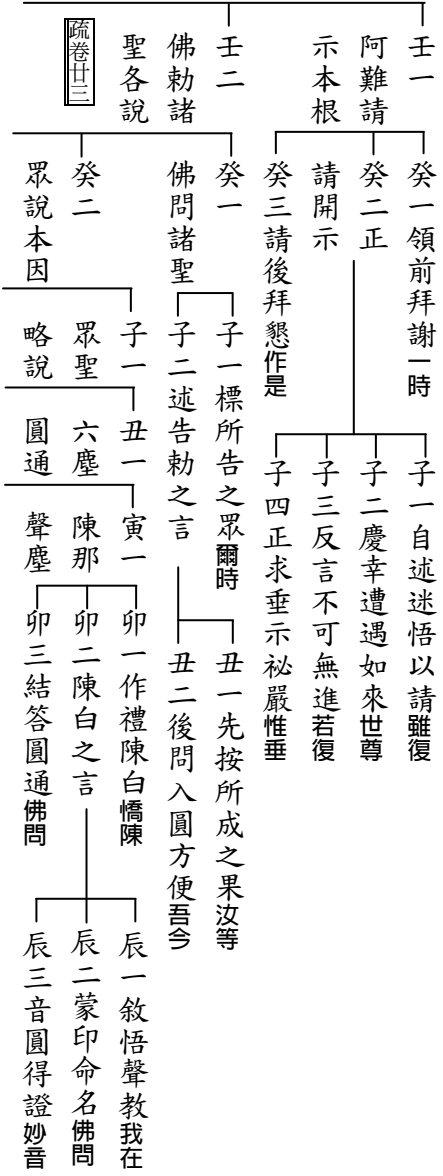 壬一
阿難請
示本根
癸一領前拜謝一時
癸二正
請開示
子一自述迷悟以請雖復
子二慶幸遭遇如來世尊
子三反言不可無進若復
子四正求垂示祕嚴惟垂
癸三請後拜懇作是
壬二
佛勅諸
聖各說
癸一
佛問諸聖
子一標所告之眾爾時
子二述告勅之言
丑一先按所成之果汝等
丑二後問入圓方便吾今
疏卷廿三
癸二
眾說本因
子一
眾聖
略說
丑一
六塵
圓通
寅一
陳那
聲塵
卯一作禮陳白憍陳
卯二陳白之言
辰一敘悟聲教我在
辰二蒙印命名佛問
辰三音圓得證妙音
卯三結答圓通佛問